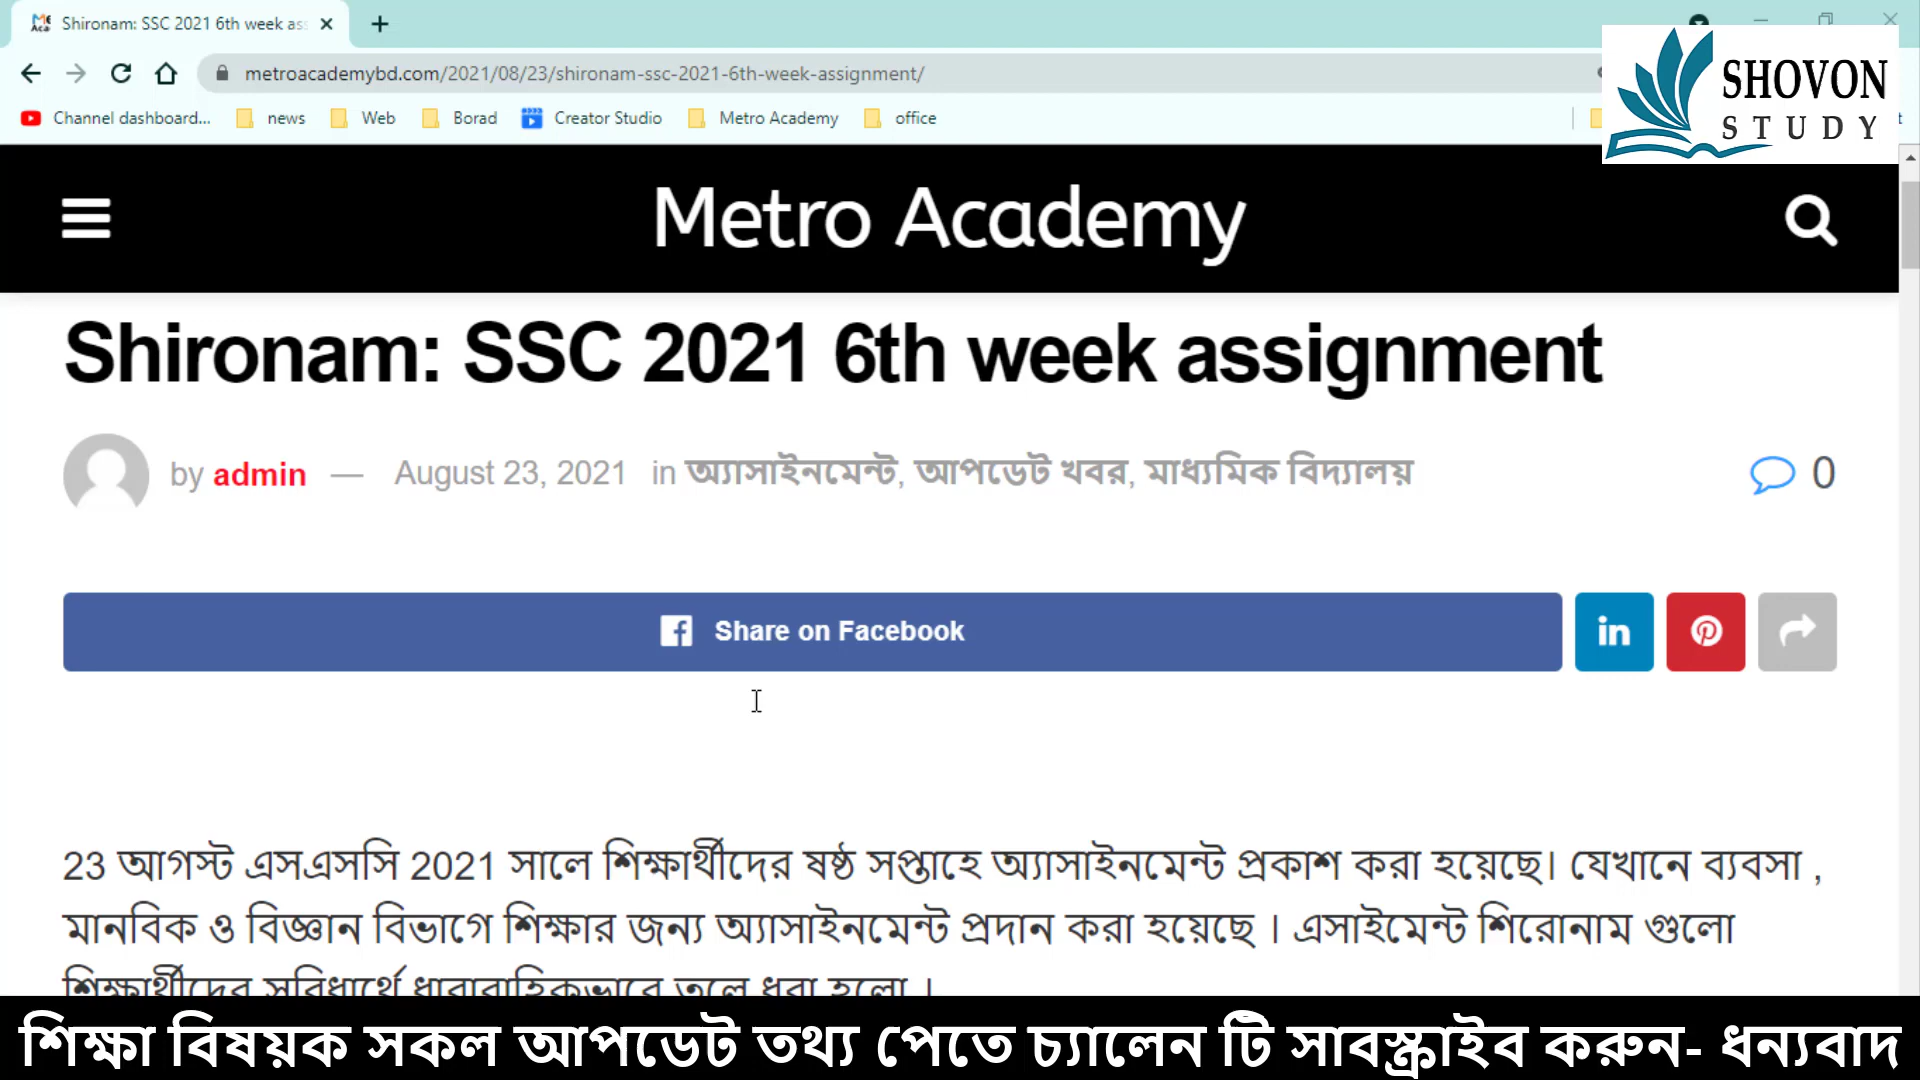 Shironam: SSC 2021 6th week as
metroacademybd.com/2021/08/23/shironam-ssc-2021-6th-week-assignment/
Channel dashboard... news Web Borad Creator Studio Metro Academy office
SHOVON
STUDY
Metro Academy
Shironam: SSC 2021 6th week assignment
by admin — August 23, 2021 in অ্যাসাইনমেন্ট, আপডেট খবর, মাধ্যমিক বিদ্যালয়
0
Share on Facebook
23 আগস্ট এসএসসি 2021 সালে শিক্ষার্থীদের ষষ্ঠ সপ্তাহে অ্যাসাইনমেন্ট প্রকাশ করা হয়েছে। যেখানে ব্যবসা ,
মানবিক ও বিজ্ঞান বিভাগে শিক্ষার জন্য অ্যাসাইনমেন্ট প্রদান করা হয়েছে । এসাইমেন্ট শিরোনাম গুলো
শিক্ষার্থীদের সুবিধার্থে ধারাবাহিকভাবে তুলে ধরা হলো ।
শিক্ষা বিষয়ক সকল আপডেট তথ্য পেতে চ্যালেন টি সাবস্ক্রাইব করুন- ধন্যবাদ